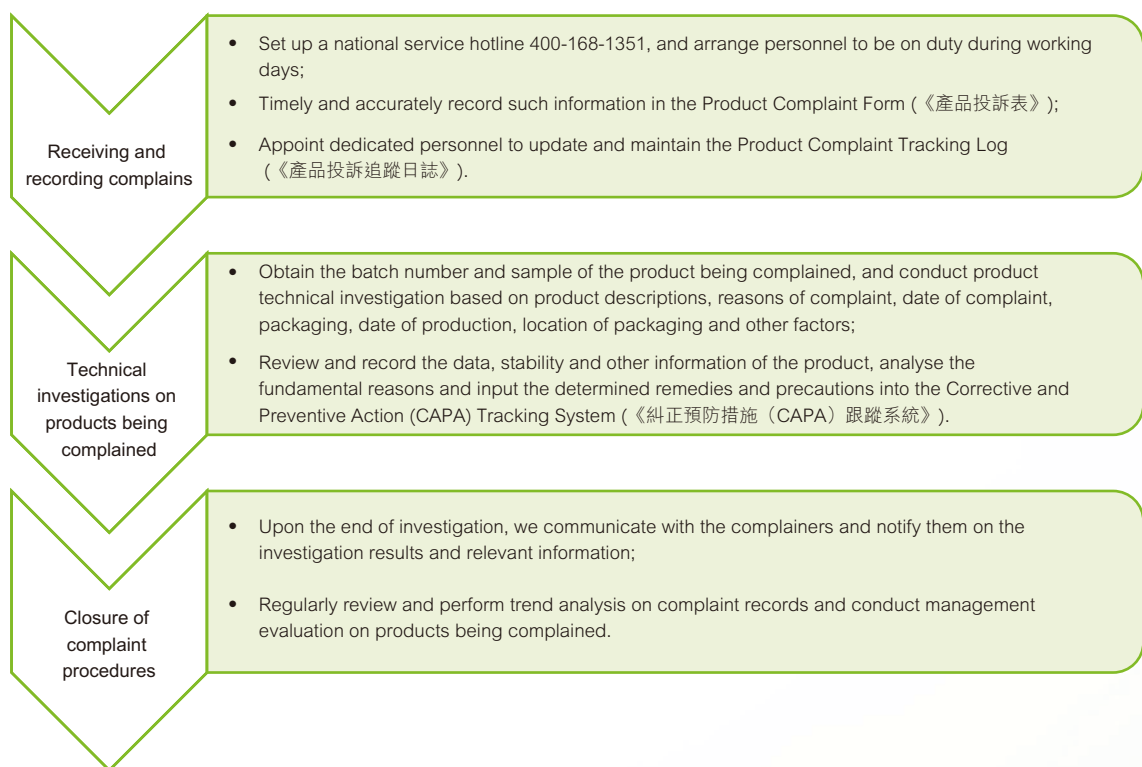 Receiving and
recording complains
• Set up a national service hotline 400-168-1351, and arrange personnel to be on duty during working
days;
• Timely and accurately record such information in the Product Complaint Form (《產品投訴表》);
• Appoint dedicated personnel to update and maintain the Product Complaint Tracking Log
(《產品投訴追蹤日誌》).
Technical
investigations on
products being
complained
• Obtain the batch number and sample of the product being complained, and conduct product
technical investigation based on product descriptions, reasons of complaint, date of complaint,
packaging, date of production, location of packaging and other factors;
• Review and record the data, stability and other information of the product, analyse the
fundamental reasons and input the determined remedies and precautions into the Corrective and
Preventive Action (CAPA) Tracking System (《糾正預防措施（CAPA）跟蹤系統》).
Closure of
complaint
procedures
• Upon the end of investigation, we communicate with the complainers and notify them on the
investigation results and relevant information;
• Regularly review and perform trend analysis on complaint records and conduct management
evaluation on products being complained.